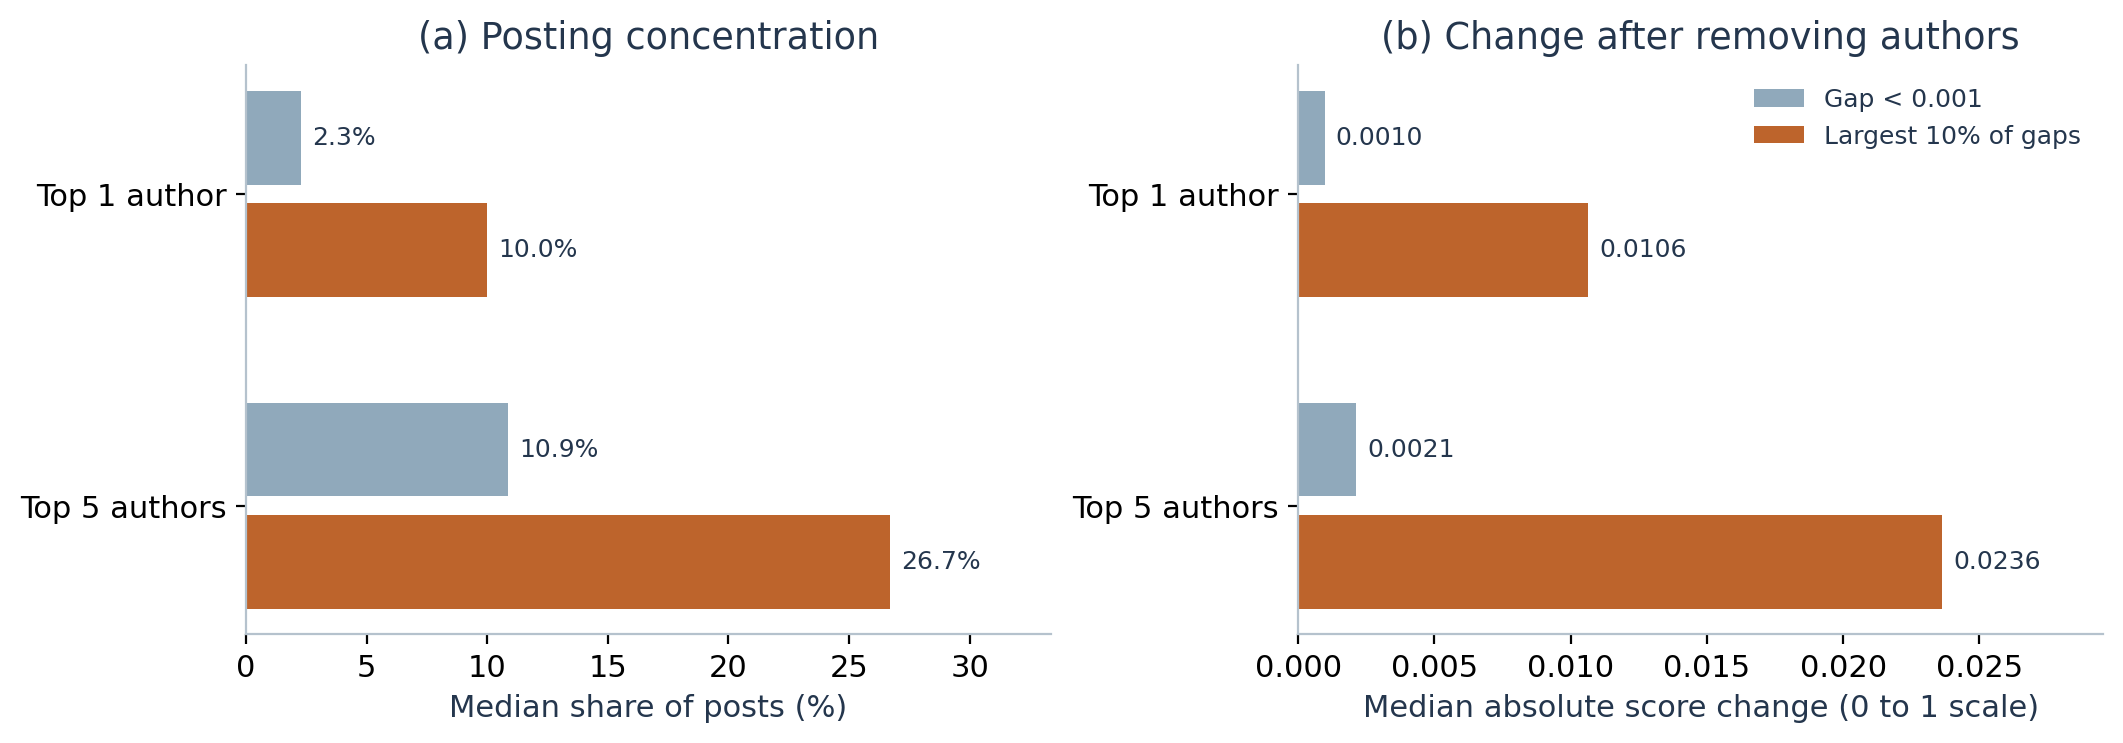 (a) Posting concentration
Top 1 author
2.3%
10.0%
Top 5 authors
10.9%
26.7%
0 5 10 15 20 25 30
Median share of posts (%)
(b) Change after removing authors
Gap < 0.001
Largest 10% of gaps
Top 1 author
0.0010
0.0106
Top 5 authors
0.0021
0.0236
0.000 0.005 0.010 0.015 0.020 0.025
Median absolute score change (0 to 1 scale)